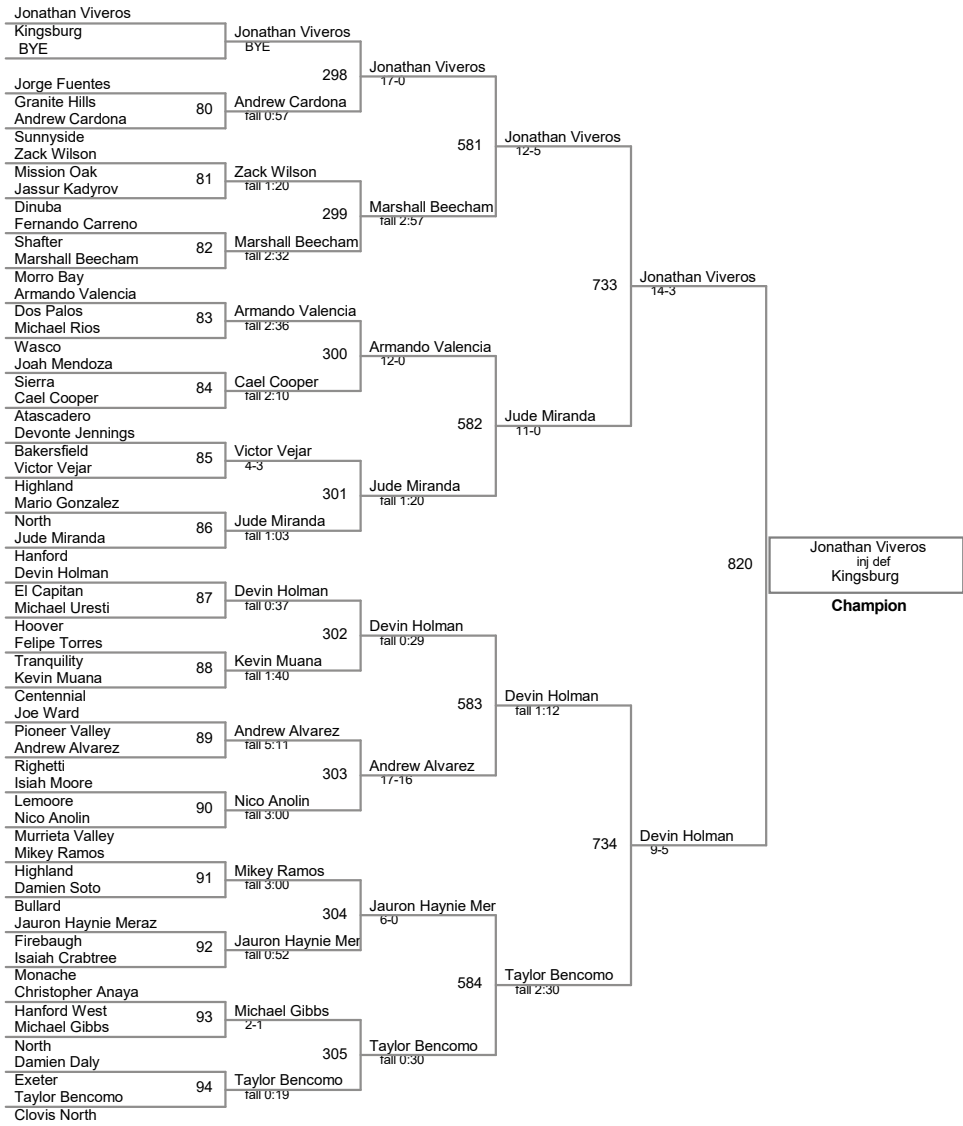 Jonathan Viveros
Kingsburg
BYE
Jorge Fuentes
Granite Hills
Andrew Cardona
Sunnyside
Zack Wilson
Mission Oak
Jassur Kadyrov
Dinuba
Fernando Carreno
Shafter
Marshall Beecham
Morro Bay
Armando Valencia
Dos Palos
Michael Rios
Wasco
Joah Mendoza
Sierra
Cael Cooper
Atascadero
Devonte Jennings
Bakersfield
Victor Vejar
Highland
Mario Gonzalez
North
Jude Miranda
Hanford
Devin Holman
El Capitan
Michael Uresti
Hoover
Felipe Torres
Tranquility
Kevin Muana
Centennial
Joe Ward
Pioneer Valley
Andrew Alvarez
Righetti
Isiah Moore
Lemoore
Nico Anolin
Murrieta Valley
Mikey Ramos
Highland
Damien Soto
Bullard
Jauron Haynie Meraz
Firebaugh
Isaiah Crabtree
Monache
Christopher Anaya
Hanford West
Michael Gibbs
North
Damien Daly
Exeter
Taylor Bencomo
Clovis North
80
81
82
83
84
85
86
87
88
89
90
91
92
93
94
Jonathan Viveros
BYE
Andrew Cardona
fall 0:57
Zack Wilson
fall 1:20
Marshall Beecham
fall 2:32
Armando Valencia
fall 2:36
Cael Cooper
fall 2:10
Victor Vejar
4-3
Jude Miranda
fall 1:03
Devin Holman
fall 0:37
Kevin Muana
fall 1:40
Andrew Alvarez
fall 5:11
Nico Anolin
fall 3:00
Mikey Ramos
fall 3:00
Jauron Haynie Mer
fall 0:52
Michael Gibbs
2-1
Taylor Bencomo
fall 0:19
298
299
300
301
302
303
304
305
Jonathan Viveros
17-0
Marshall Beecham
fall 2:57
Armando Valencia
12-0
Jude Miranda
fall 1:20
Devin Holman
fall 0:29
Andrew Alvarez
17-16
Jauron Haynie Mer
6-0
Taylor Bencomo
fall 0:30
581
582
583
584
Jonathan Viveros
12-5
Jude Miranda
11-0
Devin Holman
fall 1:12
Taylor Bencomo
fall 2:30
733
734
Jonathan Viveros
14-3
Devin Holman
9-5
820
Jonathan Viveros
inj def
Kingsburg
Champion